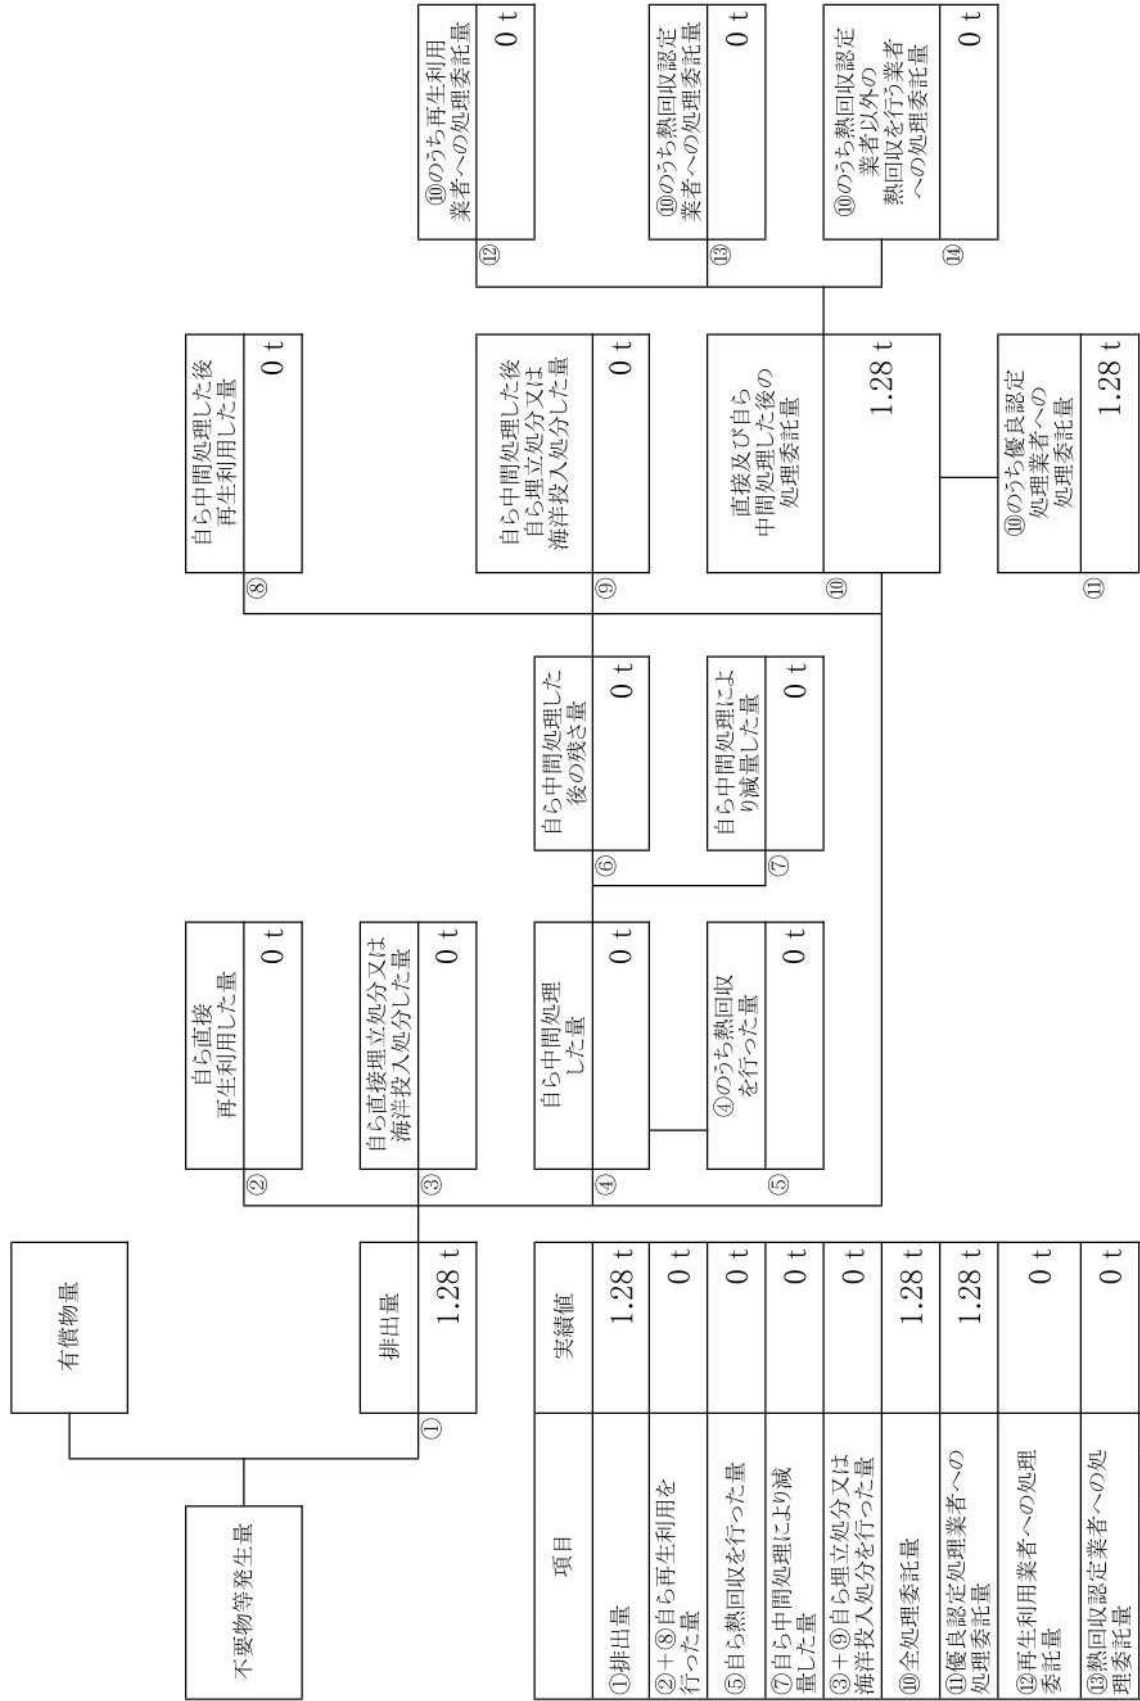 有償物量
不要物等発生量
排出量
①
1.28 t
自ら直接
再生利用した量
②
0 t
自ら直接埋立処分又は
海洋投入処分した量
③
0 t
自ら中間処理
した量
④
0 t
④のうち熱回収
を行った量
⑤
0 t
自ら中間処理した
後の残さ量
⑥
0 t
自ら中間処理によ
り減量した量
⑦
0 t
自ら中間処理した後
再生利用した量
⑧
0 t
自ら中間処理した後
自ら埋立処分又は
海洋投入処分した量
⑨
0 t
直接及び自ら
中間処理した後の
処理委託量
⑩
1.28 t
⑩のうち優良認定
処理業者への
処理委託量
⑪
1.28 t
⑩のうち再生利用
業者への処理委託量
⑫
0 t
⑩のうち熱回収認定
業者への処理委託量
⑬
0 t
⑩のうち熱回収認定
業者以外の
熱回収を行う業者
への処理委託量
⑭
0 t
項目 実績値
①排出量 1.28 t
②+⑧自ら再生利用を
行った量 0 t
⑤自ら熱回収を行った量 0 t
⑦自ら中間処理により減
量した量 0 t
③+⑨自ら埋立処分又は
海洋投入処分を行った量 0 t
⑩全処理委託量 1.28 t
⑪優良認定処理業者への
処理委託量 1.28 t
⑫再生利用業者への処理
委託量 0 t
⑬熱回収認定業者への処
理委託量 0 t